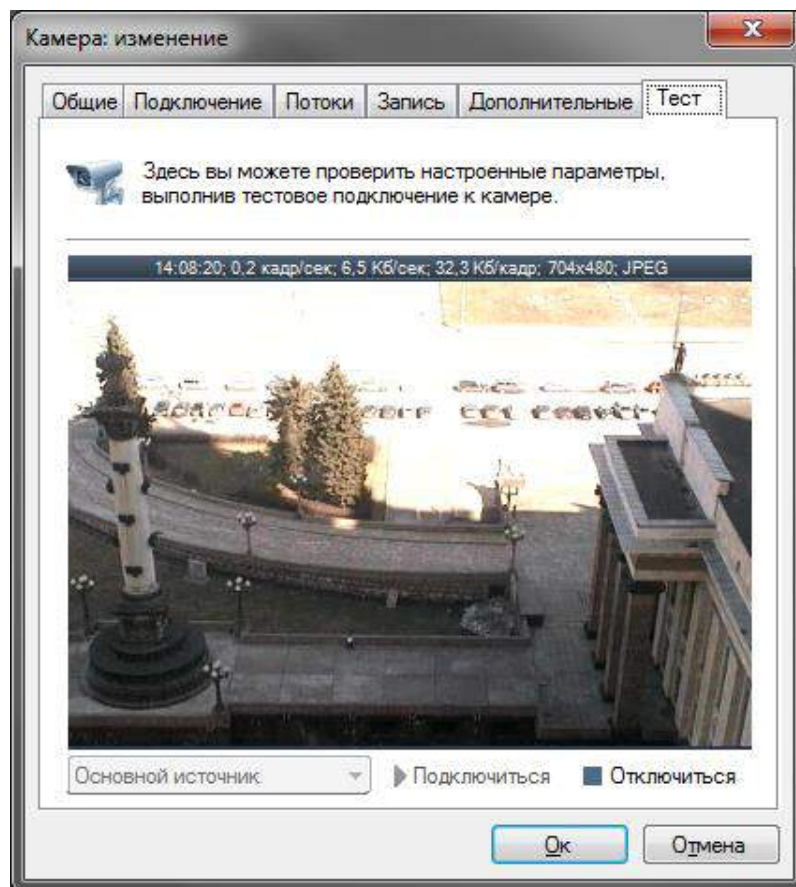 Камера: изменение
Общие Подключение Потоки Запись Дополнительные Тест
Здесь вы можете проверить настроенные параметры,
выполнив тестовое подключение к камере.
14:08:20; 0,2 кадр/сек; 6,5 Кб/сек; 32,3 Кб/кадр; 704x480; JPEG
Основной источник Подключиться Отключиться
Ок Отмена